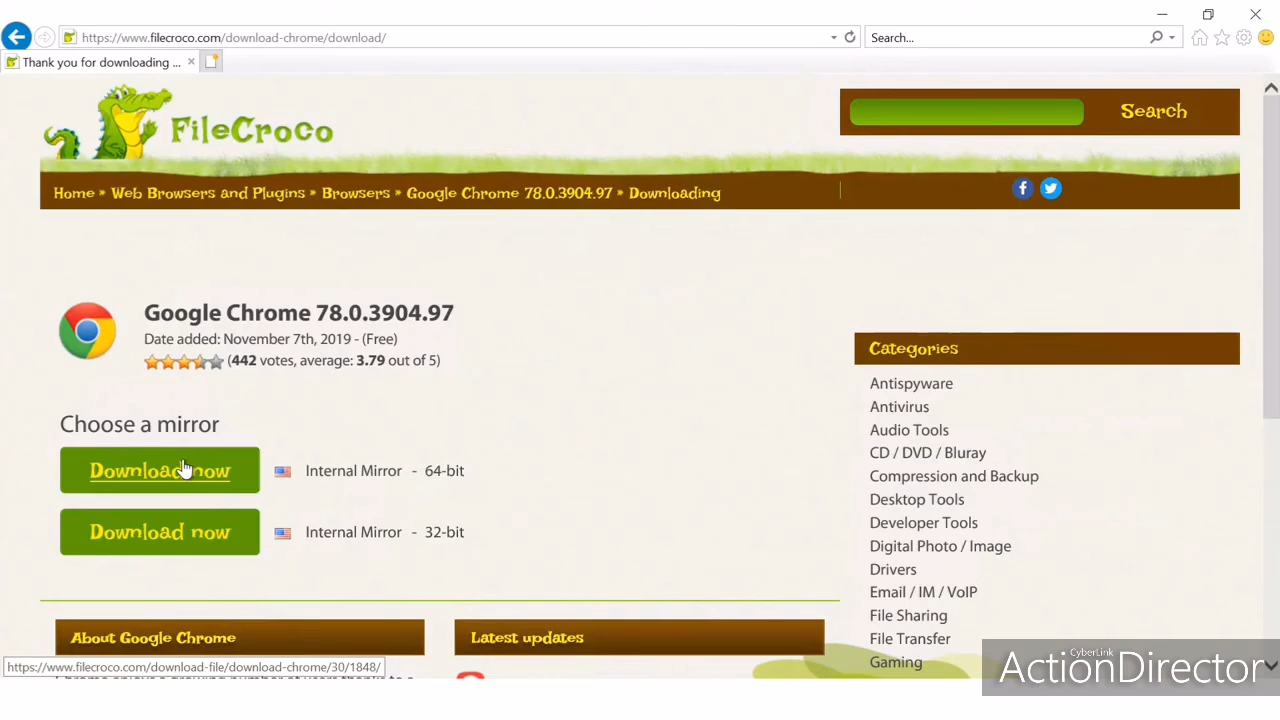 https://www.filecroco.com/download-chrome/download/
Search...
Thank you for downloading ...
FileCroco
Search
Home » Web Browsers and Plugins » Browsers » Google Chrome 78.0.3904.97 » Downloading
Google Chrome 78.0.3904.97
Date added: November 7th, 2019 - (Free)
(442 votes, average: 3.79 out of 5)
Choose a mirror
Download now
Internal Mirror - 64-bit
Download now
Internal Mirror - 32-bit
Categories
Antispyware
Antivirus
Audio Tools
CD / DVD / Bluray
Compression and Backup
Desktop Tools
Developer Tools
Digital Photo / Image
Drivers
Email / IM / VoIP
File Sharing
File Transfer
Gaming
About Google Chrome
Latest updates
https://www.filecroco.com/download-file/download-chrome/30/1848/
CyberLink
ActionDirector